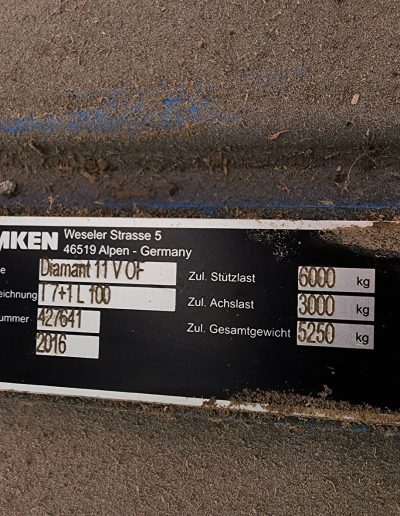 MKEN Weseler Strasse 5
46519 Alpen - Germany
e Diamant 11 V OF Zul. Stützlast 6000 kg
eichnung T 7+1 L 100 Zul. Achslast 3000 kg
ummer 427641 Zul. Gesamtgewicht 5250 kg
2016